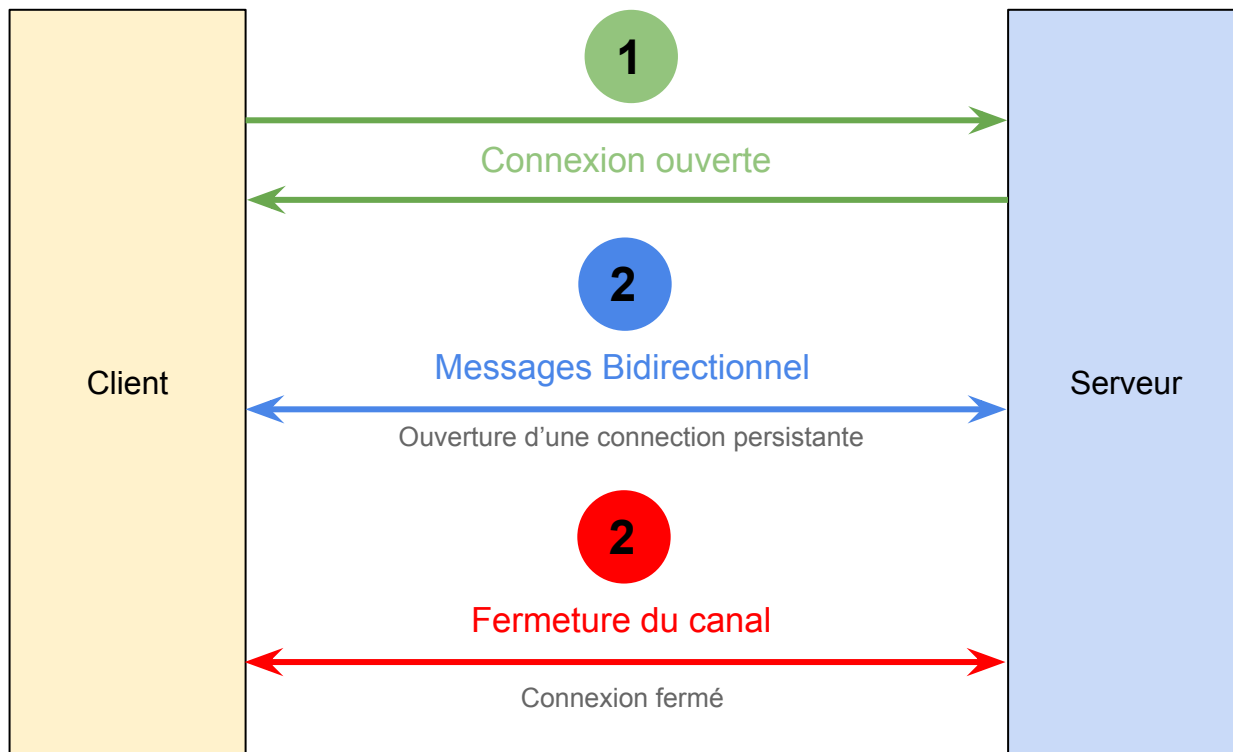 1
Connexion ouverte
2
Messages Bidirectionnel
Client
Serveur
Ouverture d’une connection persistante
2
Fermeture du canal
Connexion fermé